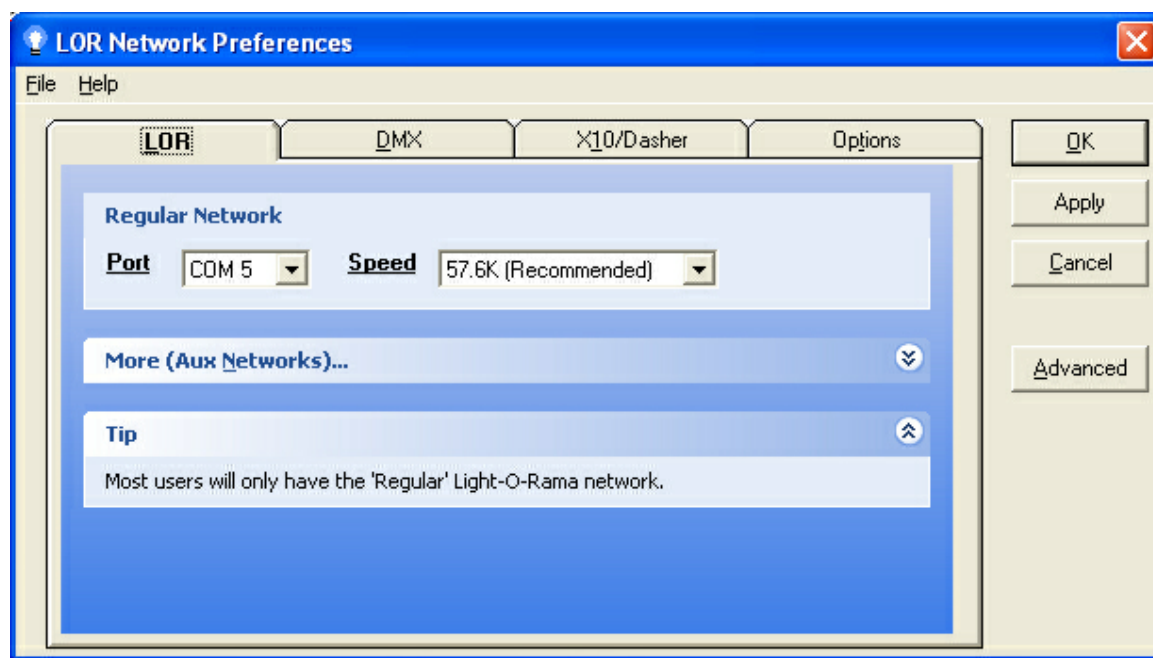 LOR Network Preferences
File Help
LOR DMX X10/Dasher Options
OK
Apply
Cancel
Advanced
Regular Network
Port COM 5 Speed 57.6K (Recommended)
More (Aux Networks)...
Tip
Most users will only have the 'Regular' Light-O-Rama network.